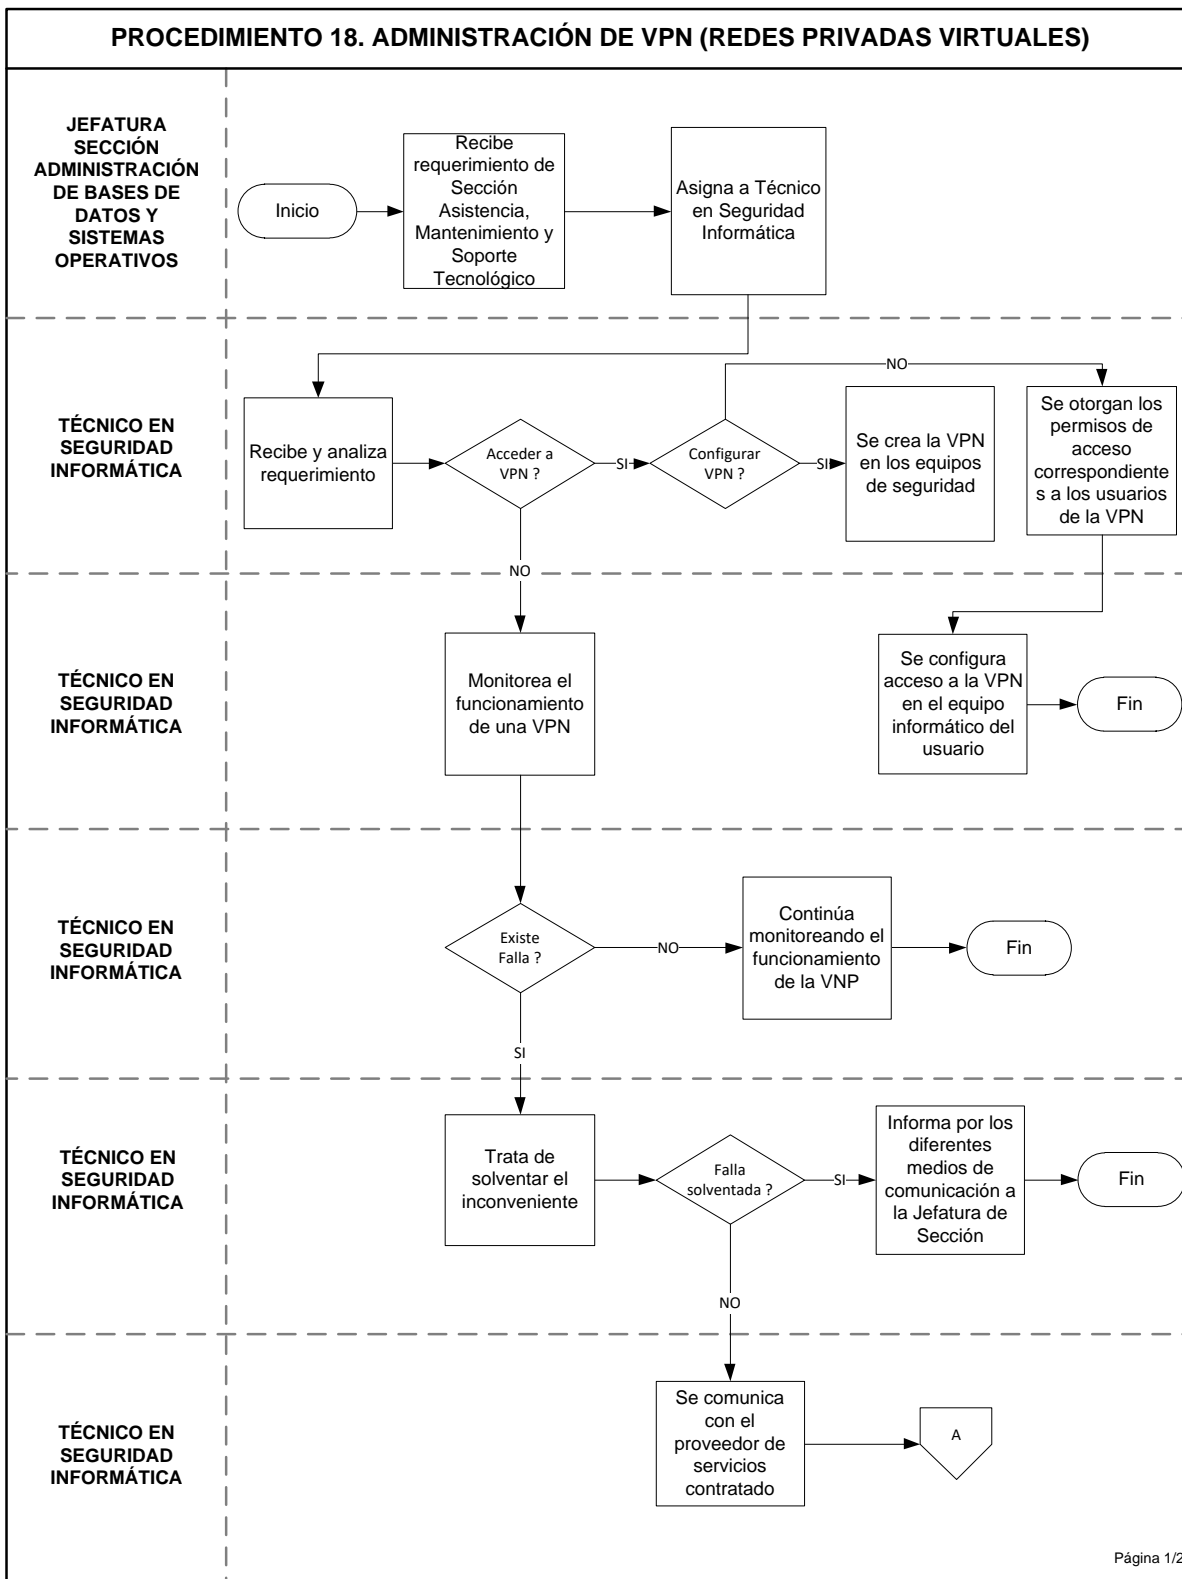 PROCEDIMIENTO 18. ADMINISTRACIÓN DE VPN (REDES PRIVADAS VIRTUALES)
JEFATURA
SECCIÓN
ADMINISTRACIÓN
DE BASES DE
DATOS Y
SISTEMAS
OPERATIVOS
Inicio
Recibe
requerimiento de
Sección
Asistencia,
Mantenimiento y
Soporte
Tecnológico
Asigna a Técnico
en Seguridad
Informática
TÉCNICO EN
SEGURIDAD
INFORMÁTICA
Recibe y analiza
requerimiento
Acceder a
VPN ?
SI
Configurar
VPN ?
SI
NO
Se crea la VPN
en los equipos
de seguridad
Se otorgan los
permisos de
acceso
correspondiente
s a los usuarios
de la VPN
NO
TÉCNICO EN
SEGURIDAD
INFORMÁTICA
Monitorea el
funcionamiento
de una VPN
Se configura
acceso a la VPN
en el equipo
informático del
usuario
Fin
TÉCNICO EN
SEGURIDAD
INFORMÁTICA
Existe
Falla ?
NO
Continúa
monitoreando el
funcionamiento
de la VNP
Fin
SI
TÉCNICO EN
SEGURIDAD
INFORMÁTICA
Trata de
solventar el
inconveniente
Falla
solventada ?
SI
Informa por los
diferentes
medios de
comunicación a
la Jefatura de
Sección
Fin
NO
TÉCNICO EN
SEGURIDAD
INFORMÁTICA
Se comunica
con el
proveedor de
servicios
contratado
A
Página 1/2